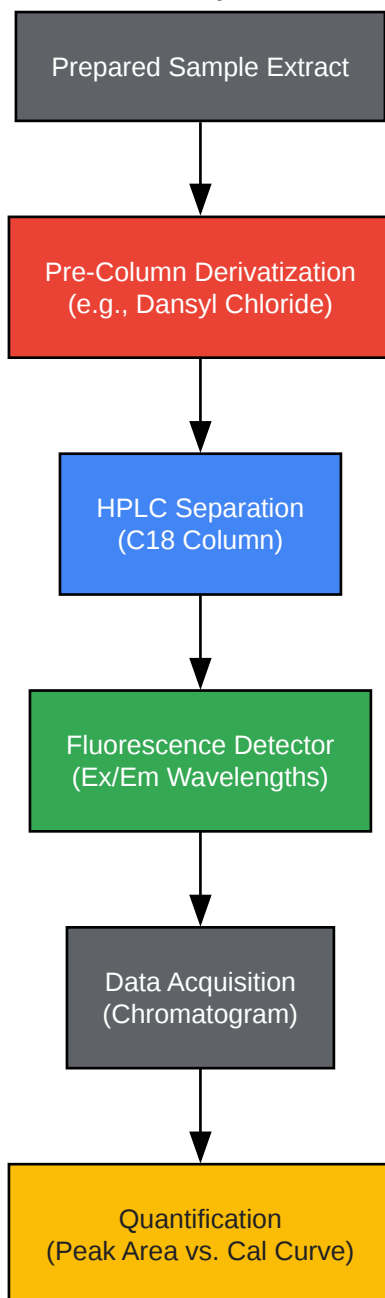 Prepared Sample Extract
Pre-Column Derivatization
(e.g., Dansyl Chloride)
HPLC Separation
(C18 Column)
Fluorescence Detector
(Ex/Em Wavelengths)
Data Acquisition
(Chromatogram)
Quantification
(Peak Area vs. Cal Curve)